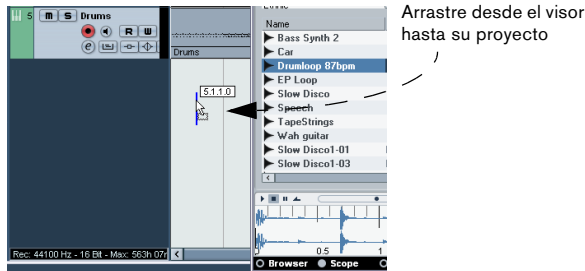 Arrastre desde el visor
hasta su proyecto
5 m S Drums
R W
e
Drums
5.1.1.0
Name
Bass Synth 2
Car
Drumloop 87bpm
EP Loop
Slow Disco
Speech
TapeStrings
Wah guitar
Slow Disco1-01
Slow Disco1-03
0.5
1
Browser Scope
Rec: 44100 Hz - 16 Bit - Max: 563h 07m